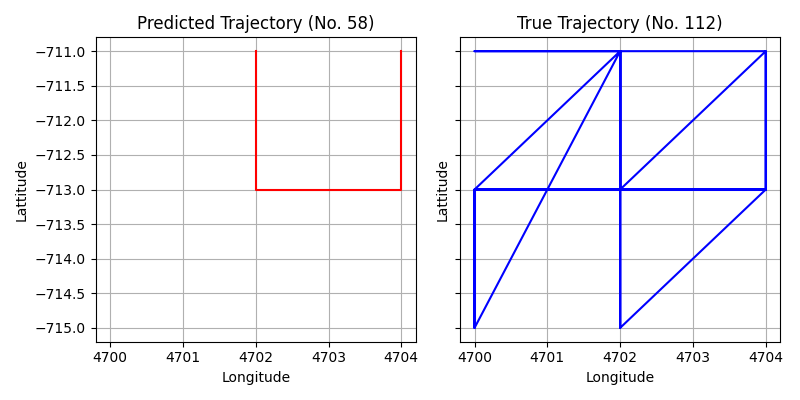 Predicted Trajectory (No. 58)
True Trajectory (No. 112)
−711.0
−711.5
−712.0
−712.5
−713.0
−713.5
−714.0
−714.5
−715.0
Lattitude
Lattitude
4700 4701 4702 4703 4704
4700 4701 4702 4703 4704
Longitude
Longitude